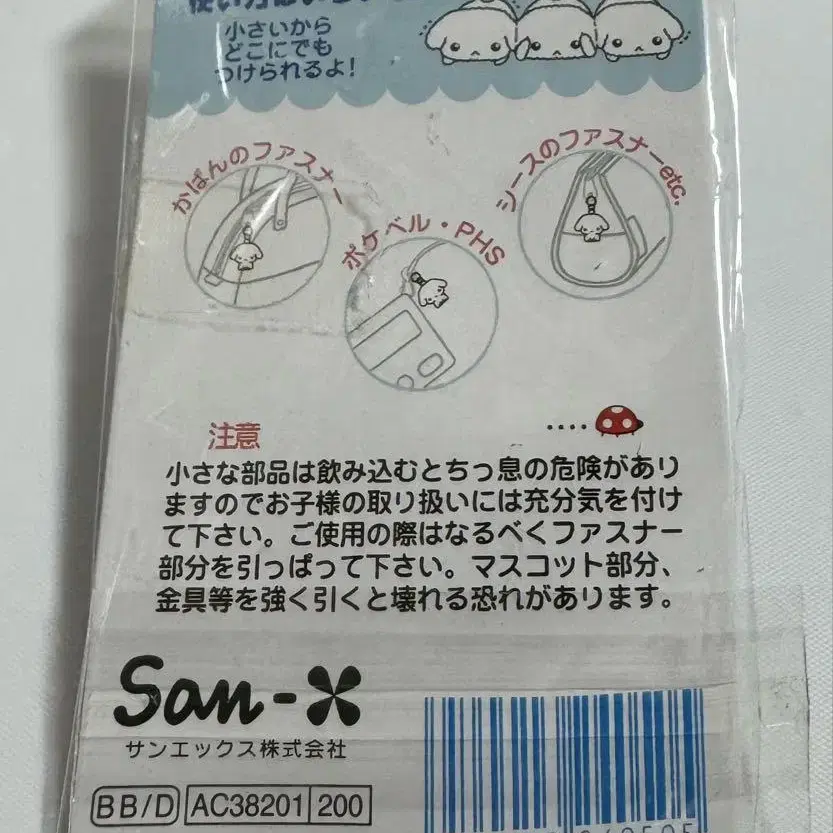 小さいから
どこにでも
つけられるよ!
かばんのファスナー
ポケベル・PHS
シースのファスナーetc.
注意
小さな部品は飲み込むとちっ息の危険があり
ますのでお子様の取り扱いには充分気を付け
て下さい。ご使用の際はなるべくファスナー
部分を引っぱって下さい。マスコット部分、
金具等を強く引くと壊れる恐れがあります。
San-X
サンエックス株式会社
BB/D AC38201 200